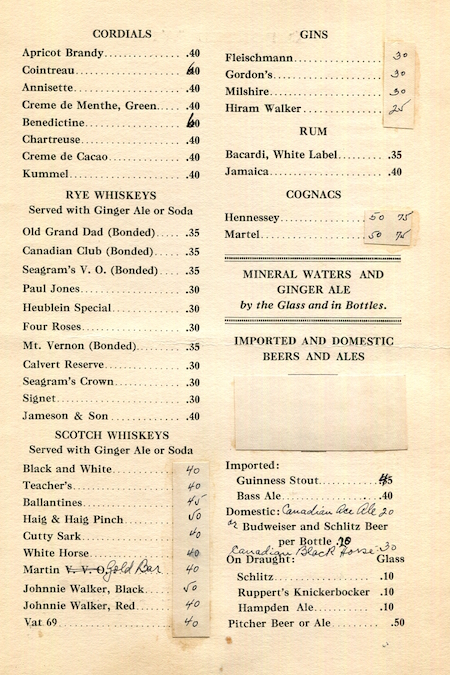 CORDIALS
Apricot Brandy .40
Cointreau 60
Annisette .40
Creme de Menthe, Green .40
Benedictine 60
Chartreuse .40
Creme de Cacao .40
Kummel .40
RYE WHISKEYS
Served with Ginger Ale or Soda
Old Grand Dad (Bonded) .35
Canadian Club (Bonded) .35
Seagram's V. O. (Bonded) .35
Paul Jones .30
Heublein Special .30
Four Roses .30
Mt. Vernon (Bonded) .35
Calvert Reserve .30
Seagram's Crown .30
Signet .30
Jameson & Son .40
SCOTCH WHISKEYS
Served with Ginger Ale or Soda
Black and White 40
Teacher's 40
Ballantines 45
Haig & Haig Pinch 50
Cutty Sark 40
White Horse 40
Martin V. V. O. Gold Bar 40
Johnnie Walker, Black 50
Johnnie Walker, Red 40
Vat 69 40
GINS
Fleischmann 30
Gordon's 30
Milshire 30
Hiram Walker 25
RUM
Bacardi, White Label .35
Jamaica .40
COGNACS
Hennessey 50 75
Martel 50 75
MINERAL WATERS AND
GINGER ALE
by the Glass and in Bottles.
IMPORTED AND DOMESTIC
BEERS AND ALES
Imported:
Guinness Stout 45
Bass Ale .40
Domestic: Canadian Ace Ale 20
or Budweiser and Schlitz Beer
per Bottle
Canadian Black Horse 30
On Draught: Glass
Schlitz .10
Ruppert's Knickerbocker .10
Hampden Ale .10
Pitcher Beer or Ale .50